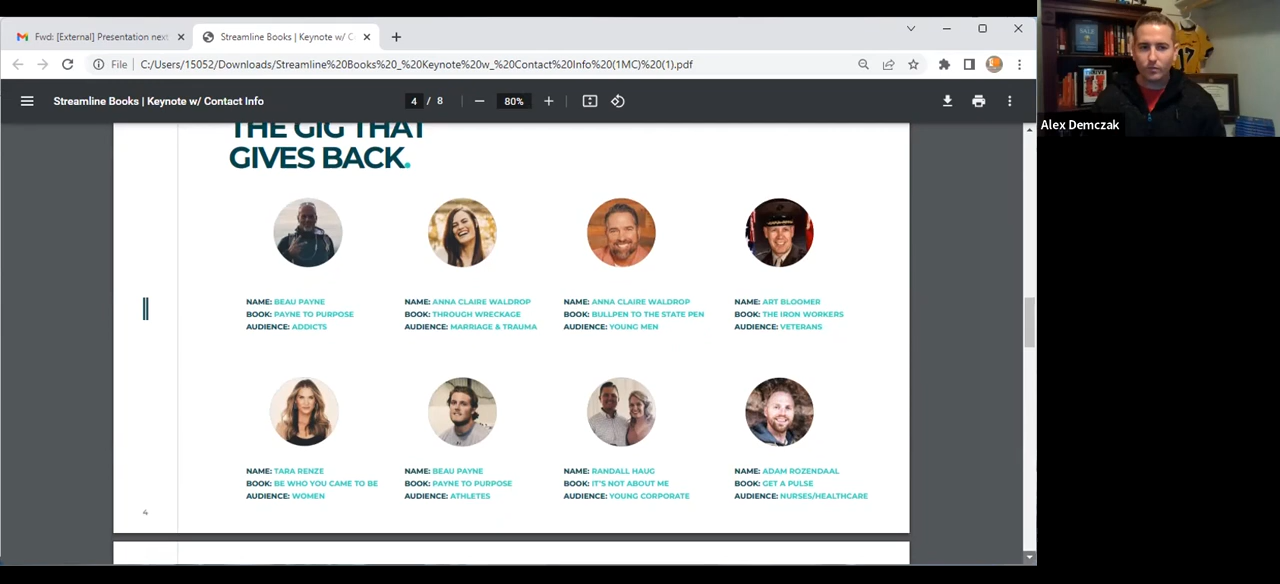 Fwd: [External] Presentation next
Streamline Books | Keynote w/ C
File
C:/Users/15052/Downloads/Streamline%20Books%20_%20Keynote%20w_%20Contact%20Info%20(1MC)%20(1).pdf
Streamline Books | Keynote w/ Contact Info
4 / 8
80%
THE GIG THAT
GIVES BACK.
NAME: BEAU PAYNE
BOOK: PAYNE TO PURPOSE
AUDIENCE: ADDICTS
NAME: ANNA CLAIRE WALDROP
BOOK: THROUGH WRECKAGE
AUDIENCE: MARRIAGE & TRAUMA
NAME: ANNA CLAIRE WALDROP
BOOK: BULLPEN TO THE STATE PEN
AUDIENCE: YOUNG MEN
NAME: ART BLOOMER
BOOK: THE IRON WORKERS
AUDIENCE: VETERANS
NAME: TARA RENZE
BOOK: BE WHO YOU CAME TO BE
AUDIENCE: WOMEN
NAME: BEAU PAYNE
BOOK: PAYNE TO PURPOSE
AUDIENCE: ATHLETES
NAME: RANDALL HAUG
BOOK: IT'S NOT ABOUT ME
AUDIENCE: YOUNG CORPORATE
NAME: ADAM ROZENDAAL
BOOK: GET A PULSE
AUDIENCE: NURSES/HEALTHCARE
4
SALE
17
Alex Demczak